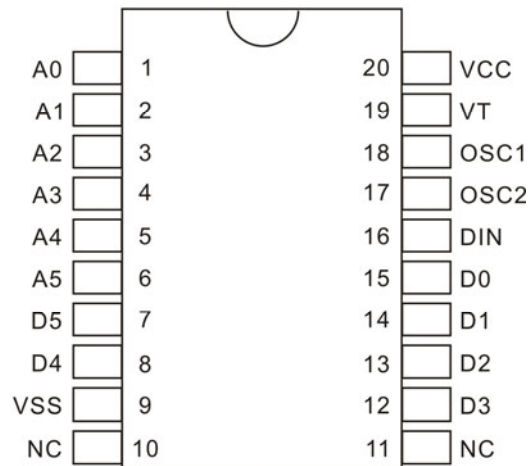 A0 1 20 VCC
A1 2 19 VT
A2 3 18 OSC1
A3 4 17 OSC2
A4 5 16 DIN
A5 6 15 D0
D5 7 14 D1
D4 8 13 D2
VSS 9 12 D3
NC 10 11 NC